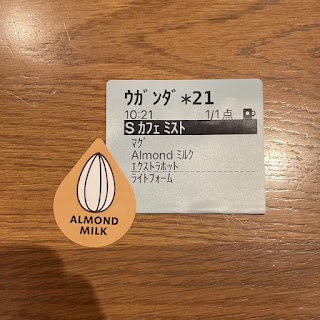 ｳｶﾞﾝﾀﾞ*21
10:21 1/1点
S カフェ ミスト
ﾏｸﾞ
Almond ﾐﾙｸ
ｴｸｽﾄﾗﾎｯﾄ
ﾗｲﾄﾌｫｰﾑ
ALMOND
MILK